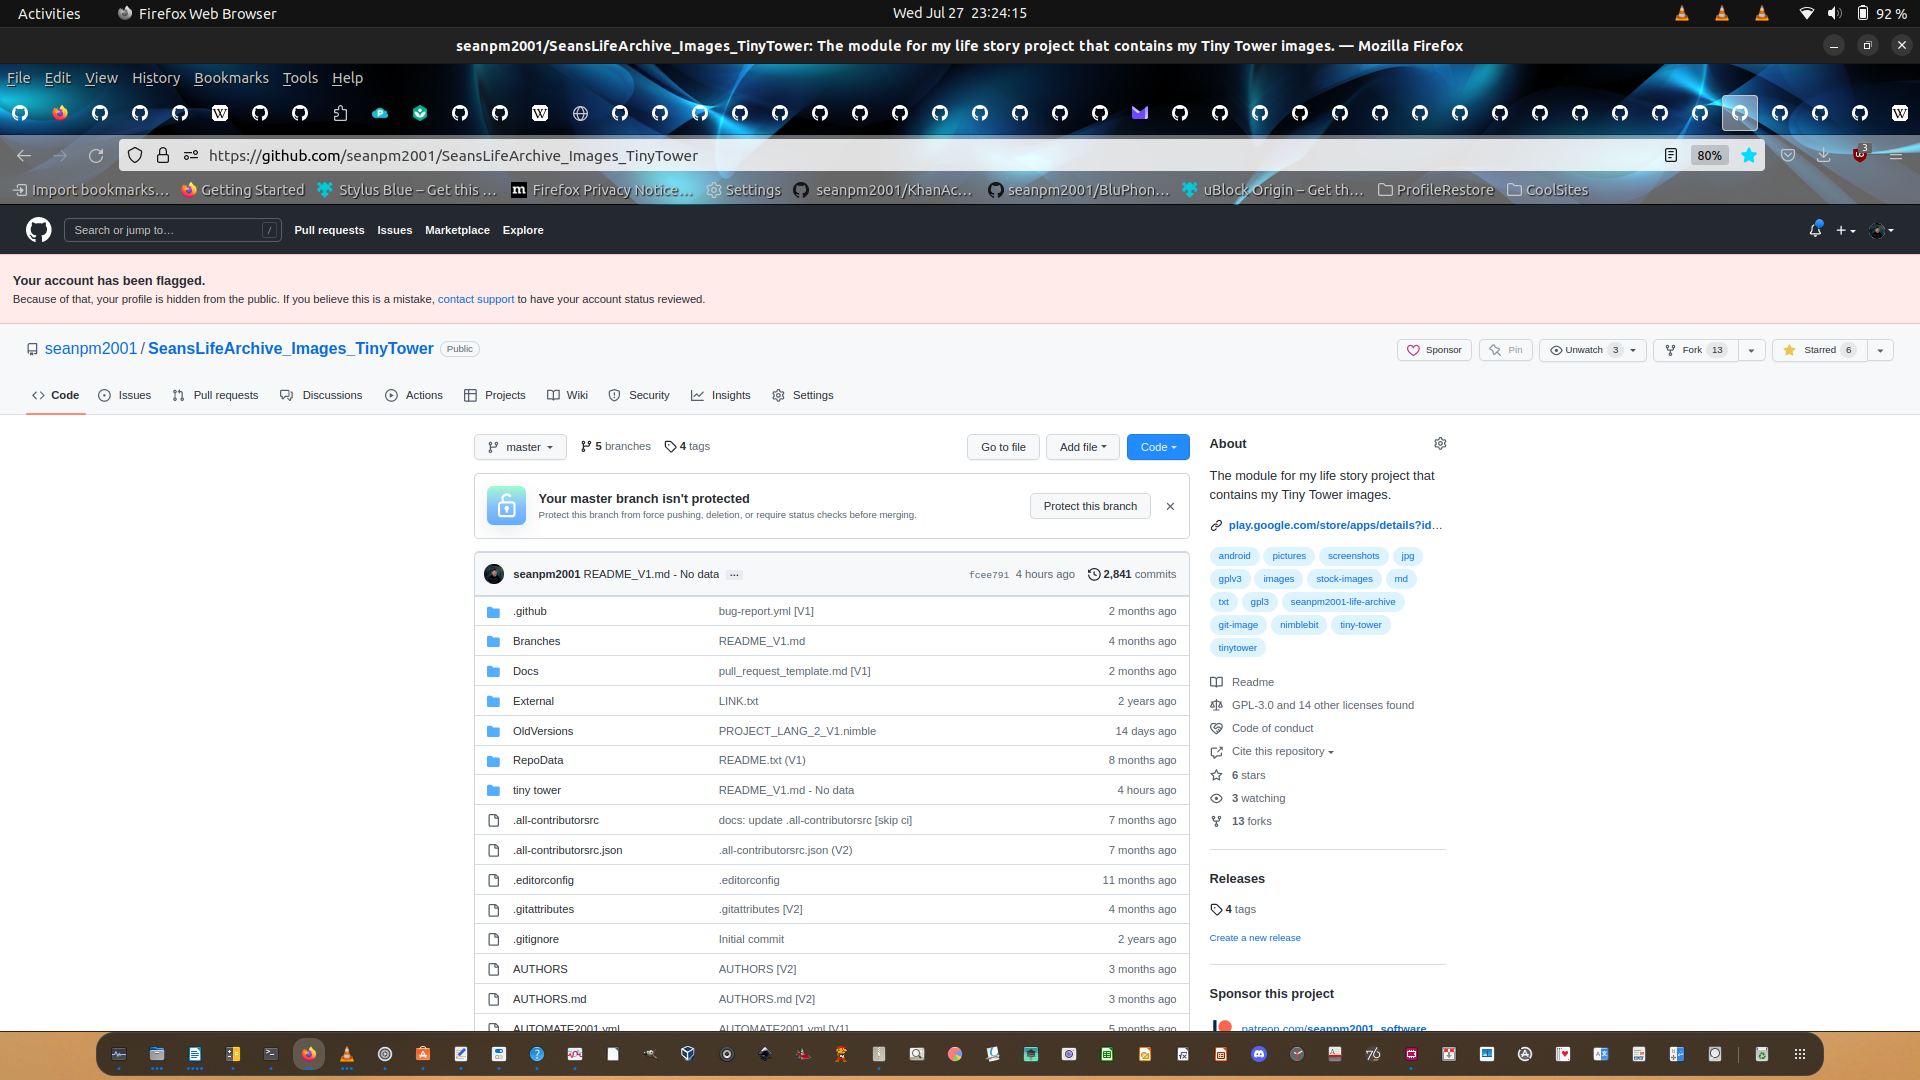 Activities
Firefox Web Browser
Wed Jul 27 23:24:15
92 %
seanpm2001/SeansLifeArchive_Images_TinyTower: The module for my life story project that contains my Tiny Tower images. — Mozilla Firefox
File Edit View History Bookmarks Tools Help
https://github.com/seanpm2001/SeansLifeArchive_Images_TinyTower
80%
3
Import bookmarks…
Getting Started
Stylus Blue – Get this …
Firefox Privacy Notice…
Settings
seanpm2001/KhanAc…
seanpm2001/BluPhon…
uBlock Origin – Get th…
ProfileRestore
CoolSites
Search or jump to…
/
Pull requests Issues Marketplace Explore
Your account has been flagged.
Because of that, your profile is hidden from the public. If you believe this is a mistake, contact support to have your account status reviewed.
seanpm2001 / SeansLifeArchive_Images_TinyTower Public
Sponsor
Pin
Unwatch 3
Fork 13
Starred 6
Code
Issues
Pull requests
Discussions
Actions
Projects
Wiki
Security
Insights
Settings
master
5 branches
4 tags
Go to file
Add file
Code
Your master branch isn't protected
Protect this branch from force pushing, deletion, or require status checks before merging.
Protect this branch
seanpm2001 README_V1.md - No data …
fcee791 4 hours ago
2,841 commits
.github bug-report.yml [V1] 2 months ago
Branches README_V1.md 4 months ago
Docs pull_request_template.md [V1] 2 months ago
External LINK.txt 2 years ago
OldVersions PROJECT_LANG_2_V1.nimble 14 days ago
RepoData README.txt (V1) 8 months ago
tiny tower README_V1.md - No data 4 hours ago
.all-contributorsrc docs: update .all-contributorsrc [skip ci] 7 months ago
.all-contributorsrc.json .all-contributorsrc.json (V2) 7 months ago
.editorconfig .editorconfig 11 months ago
.gitattributes .gitattributes [V2] 4 months ago
.gitignore Initial commit 2 years ago
AUTHORS AUTHORS [V2] 3 months ago
AUTHORS.md AUTHORS.md [V2] 3 months ago
AUTOMATE2001.yml AUTOMATE2001.yml [V1] 5 months ago
About
The module for my life story project that
contains my Tiny Tower images.
play.google.com/store/apps/details?id…
android pictures screenshots jpg
gplv3 images stock-images md
txt gpl3 seanpm2001-life-archive
git-image nimblebit tiny-tower
tinytower
Readme
GPL-3.0 and 14 other licenses found
Code of conduct
Cite this repository
6 stars
3 watching
13 forks
Releases
4 tags
Create a new release
Sponsor this project
patreon.com/seanpm2001_software